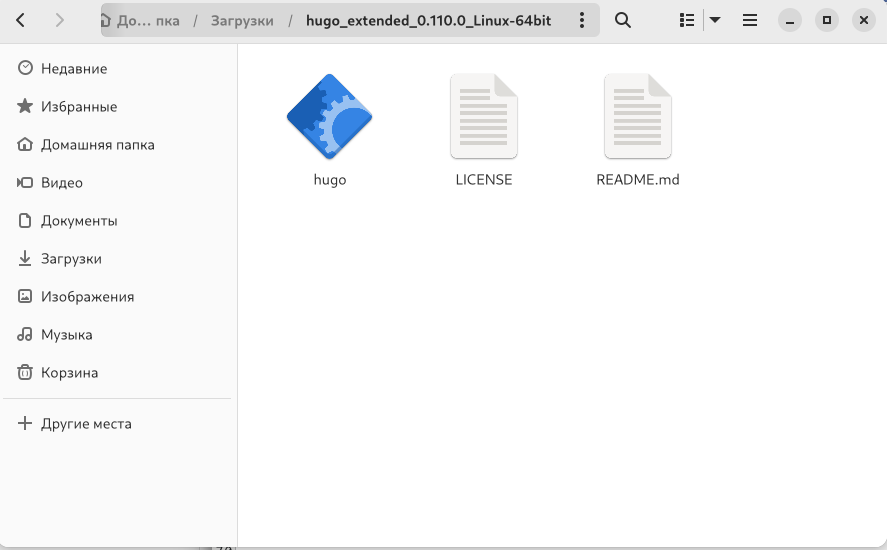 До... пка / Загрузки / hugo_extended_0.110.0_Linux-64bit
Недавние
Избранные
Домашняя папка
Видео
Документы
Загрузки
Изображения
Музыка
Корзина
Другие места
hugo
LICENSE
README.md